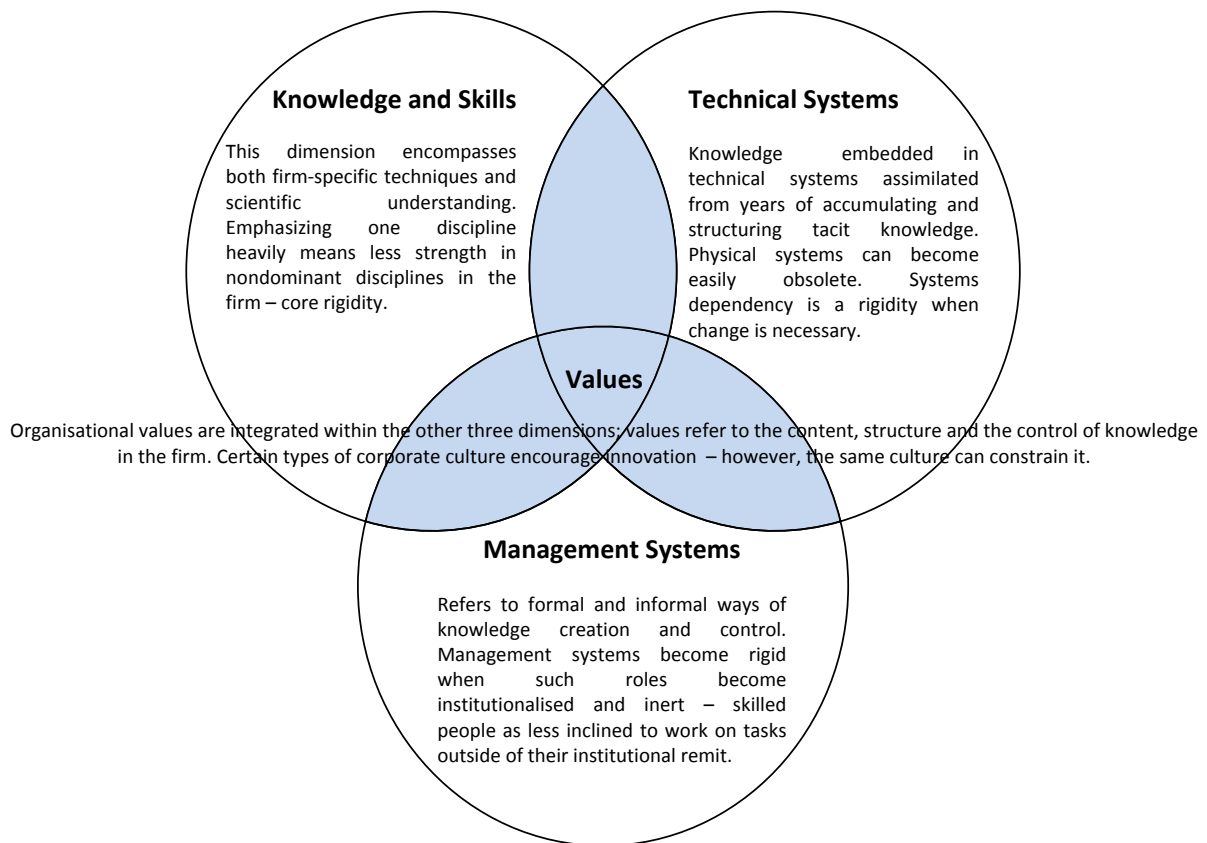 Knowledge and Skills
This dimension encompasses
both firm-specific techniques and
scientific understanding.
Emphasizing one discipline
heavily means less strength in
nondominant disciplines in the
firm – core rigidity.
Technical Systems
Knowledge embedded in
technical systems assimilated
from years of accumulating and
structuring tacit knowledge.
Physical systems can become
easily obsolete. Systems
dependency is a rigidity when
change is necessary.
Values
Organisational values are integrated within the other three dimensions; values refer to the content, structure and the control of knowledge
in the firm. Certain types of corporate culture encourage innovation – however, the same culture can constrain it.
Management Systems
Refers to formal and informal ways of
knowledge creation and control.
Management systems become rigid
when such roles become
institutionalised and inert – skilled
people as less inclined to work on tasks
outside of their institutional remit.